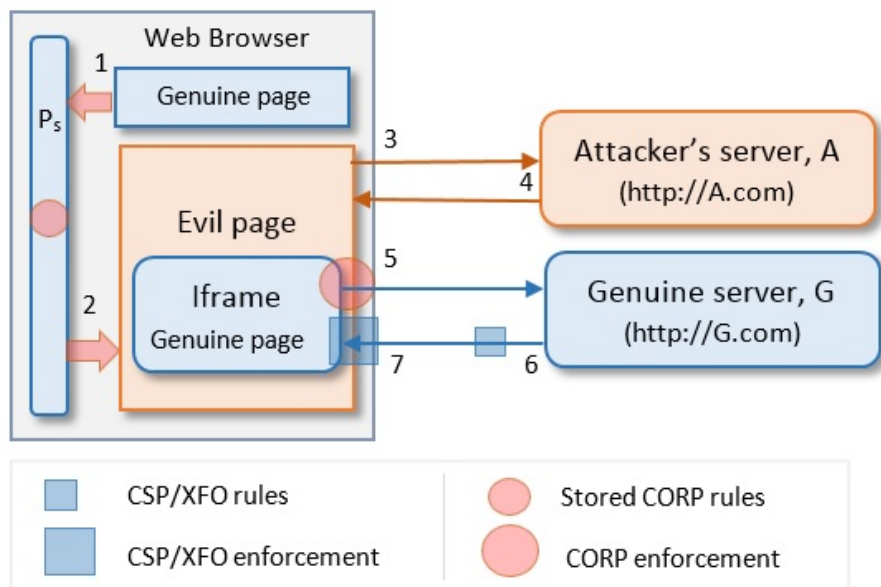 Web Browser
1
Genuine page
Ps
3
Attacker's server, A
(http://A.com)
4
Evil page
5
2
Iframe
Genuine page
Genuine server, G
(http://G.com)
7
6
CSP/XFO rules
Stored CORP rules
CSP/XFO enforcement
CORP enforcement